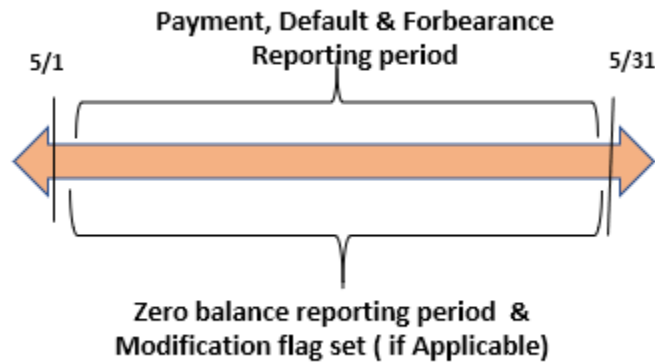 Payment, Default & Forbearance
Reporting period
5/1
5/31
Zero balance reporting period &
Modification flag set ( if Applicable)